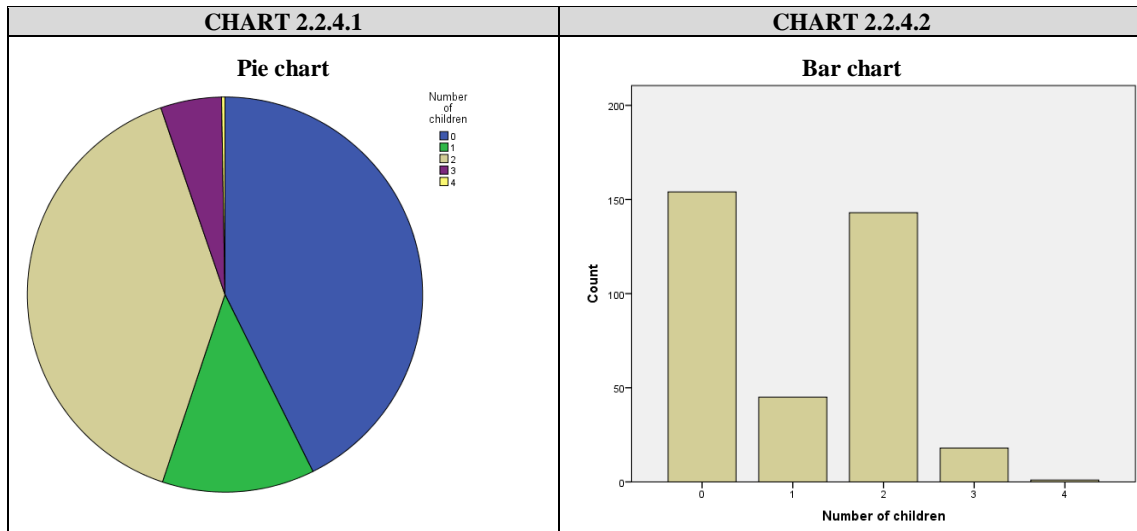 CHART 2.2.4.1
Pie chart
Number
of
children
0
1
2
3
4
CHART 2.2.4.2
Bar chart
200
150
100
50
0
Count
0 1 2 3 4
Number of children